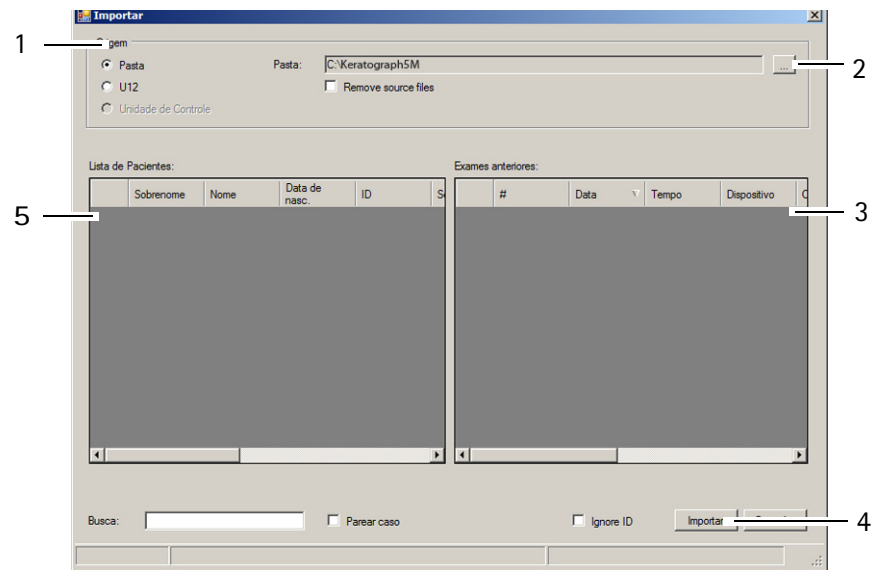 Importar
1
Pasta
Pasta: C:\Keratograph5M ... 2
U12
Remove source files
Unidade de Controle
Lista de Pacientes:
Exames anteriores:
Sobrenome Nome Data de nasc. ID
# Data Tempo Dispositivo
5
3
Busca:
Parear caso
Ignore ID
Importar
4